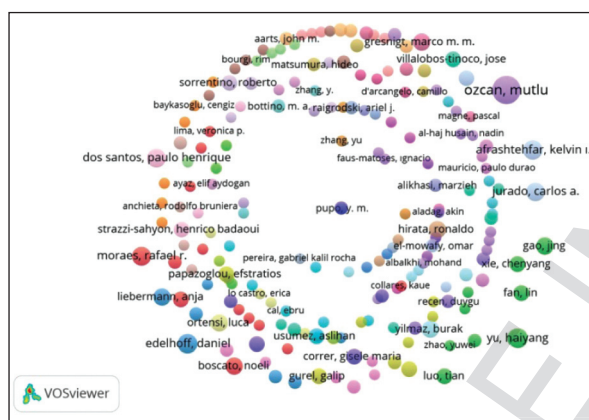 aarts, john m.
gresnigt, marco m. m.
bourgi, rim
matsumura, hideo
villalobos-tinoco, jose
zhang, y.
sorrentino, roberto
d'arcangelo, camillo
ozcan, mutlu
baykasoglu, cengiz
bottino m. a.
raigrodski, ariel j.
magne, pascal
lima, veronica p.
zhang, yu
al-haj husain, nadin
dos santos, paulo henrique
faus-matoses, ignacio
afrashtehfar, kelvin i.
mauricio, paulo durao
ayaz, elif aydogan
alikhasi, marzieh
jurado, carlos a.
anchieta, rodolfo bruniera
pupo, y. m.
aladag, akin
strazzi-sahyon, henrico badaoui
hirata, ronaldo
el-mowafy, omar
gao, jing
moraes, rafael r.
pereira, gabriel kalil rocha
albalkhi, mohand
xie, chenyang
papazoglou, efstratios
collares, kaue
fan, lin
liebermann, anja
lo castro, erica
recen, duygu
cal, ebru
ortensi, luca
usumez, aslihan
yilmaz, burak
yu, haiyang
edelhoff, daniel
zhao, yuwei
correr, gisele maria
boscato, noeli
gurel, galip
luo, tian
VOSviewer